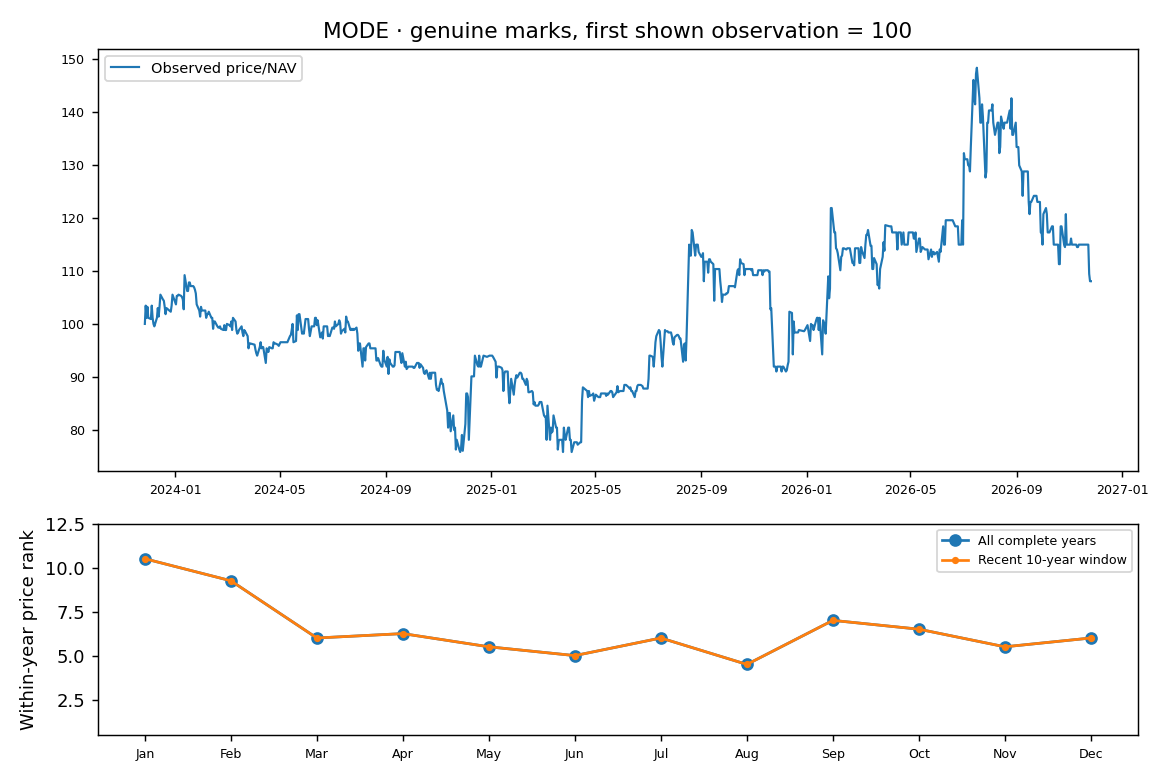 MODE · genuine marks, first shown observation = 100
Observed price/NAV
150
140
130
120
110
100
90
80
2024-01 2024-05 2024-09 2025-01 2025-05 2025-09 2026-01 2026-05 2026-09 2027-01
Within-year price rank
All complete years
Recent 10-year window
12.5
10.0
7.5
5.0
2.5
Jan Feb Mar Apr May Jun Jul Aug Sep Oct Nov Dec